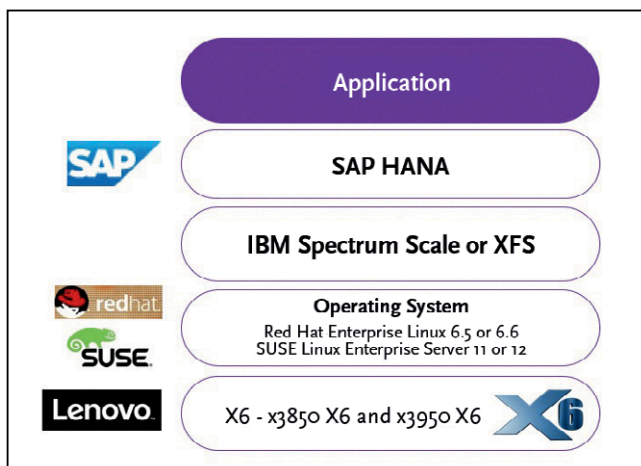 Application
SAP
SAP HANA
IBM Spectrum Scale or XFS
redhat.
SUSE.
Operating System
Red Hat Enterprise Linux 6.5 or 6.6
SUSE Linux Enterprise Server 11 or 12
Lenovo.
X6 - x3850 X6 and x3950 X6
X6